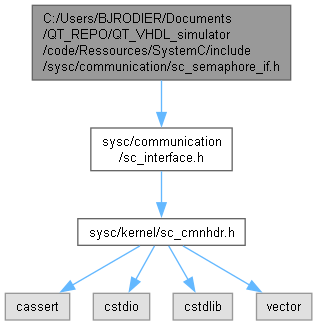 C:/Users/BJRODIER/Documents
/QT_REPO/QT_VHDL_simulator
/code/Ressources/SystemC/include
/sysc/communication/sc_semaphore_if.h
sysc/communication
/sc_interface.h
sysc/kernel/sc_cmnhdr.h
cassert
cstdio
cstdlib
vector